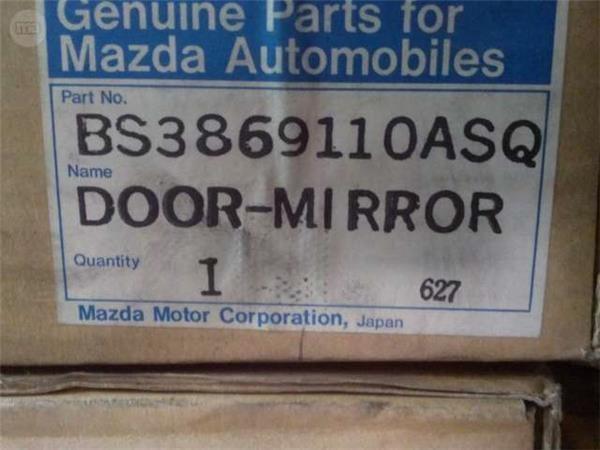 Genuine Parts for
Mazda Automobiles
Part No.
BS3869110ASQ
Name
DOOR-MIRROR
Quantity
1
627
Mazda Motor Corporation, Japan